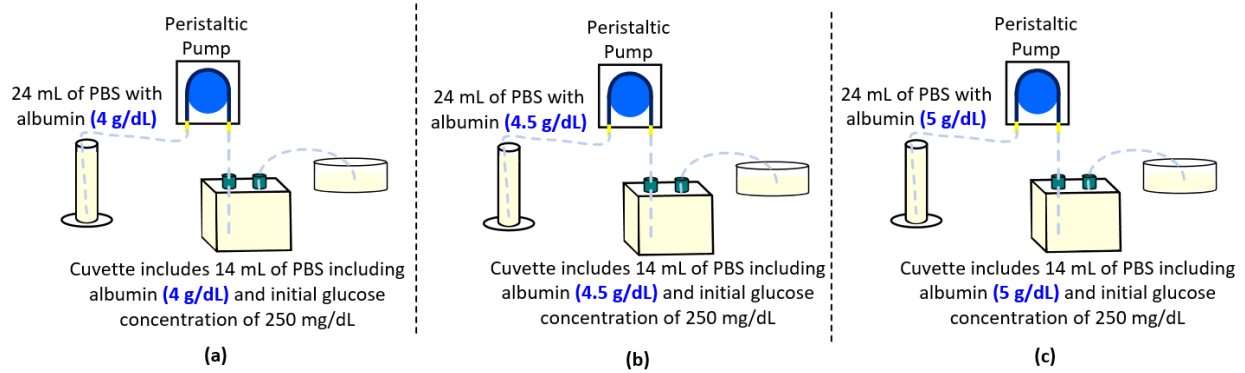 Peristaltic
Pump
24 mL of PBS with
albumin (4 g/dL)
Cuvette includes 14 mL of PBS including
albumin (4 g/dL) and initial glucose
concentration of 250 mg/dL
(a)
Peristaltic
Pump
24 mL of PBS with
albumin (4.5 g/dL)
Cuvette includes 14 mL of PBS including
albumin (4.5 g/dL) and initial glucose
concentration of 250 mg/dL
(b)
Peristaltic
Pump
24 mL of PBS with
albumin (5 g/dL)
Cuvette includes 14 mL of PBS including
albumin (5 g/dL) and initial glucose
concentration of 250 mg/dL
(c)